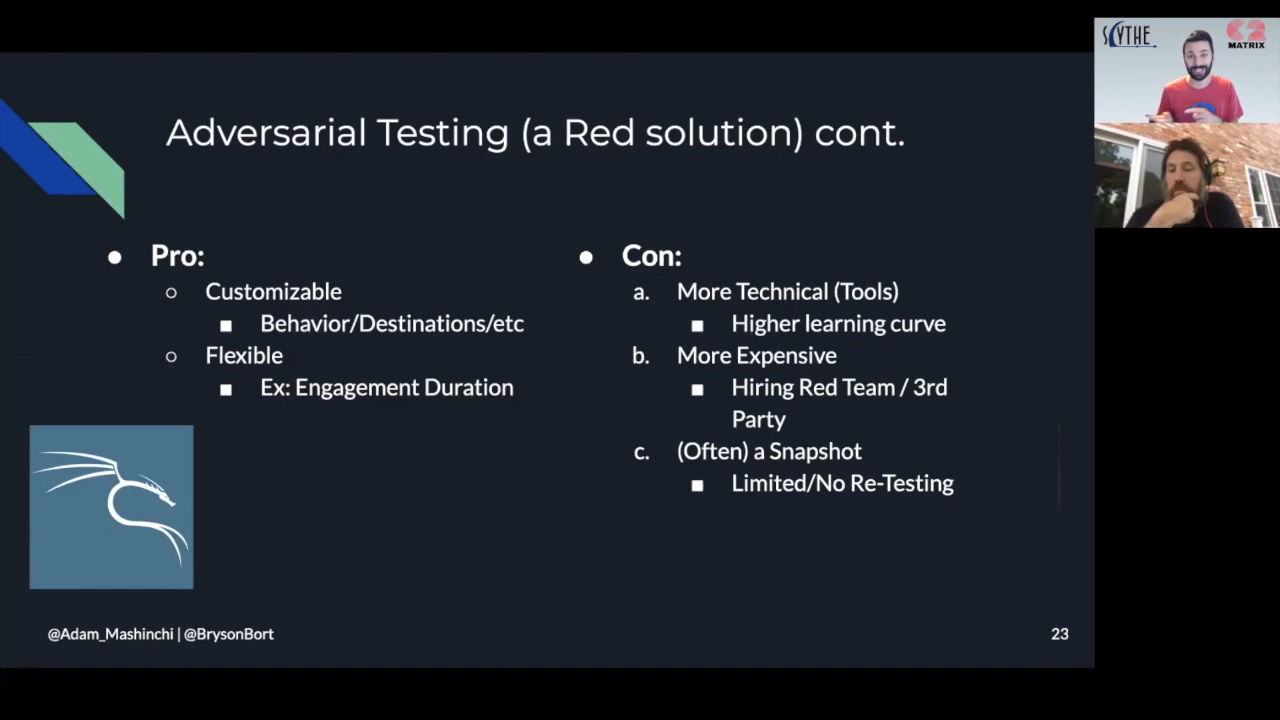 Adversarial Testing (a Red solution) cont.
● Pro:
○ Customizable
■ Behavior/Destinations/etc
○ Flexible
■ Ex: Engagement Duration
● Con:
a. More Technical (Tools)
■ Higher learning curve
b. More Expensive
■ Hiring Red Team / 3rd
Party
c. (Often) a Snapshot
■ Limited/No Re-Testing
@Adam_Mashinchi | @BrysonBort
23
SCYTHE
C2
MATRIX